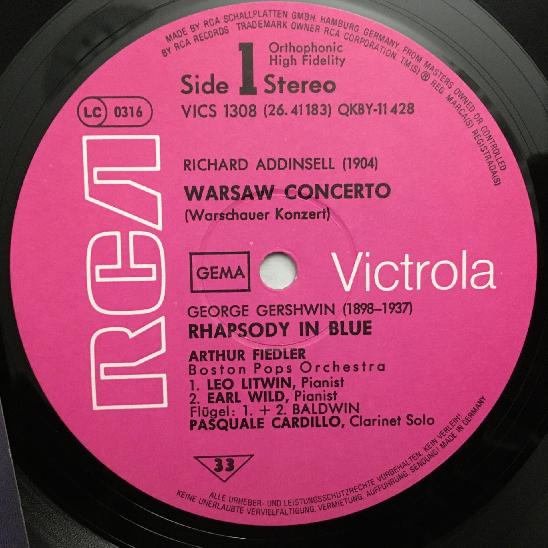 MADE BY RCA SCHALLPLATTEN GMBH, HAMBURG, GERMANY, FROM MASTERS OWNED OR CONTROLLED
BY RCA RECORDS TRADEMARK OWNER RCA CORPORATION TM(S) ® REG. MARCA(S) REGISTRADA(S)
Orthophonic
High Fidelity
Side 1 Stereo
VICS 1308 (26.41183) QKBY-11 428
LC 0316
RCA
RICHARD ADDINSELL (1904)
WARSAW CONCERTO
(Warschauer Konzert)
GEMA
Victrola
GEORGE GERSHWIN (1898-1937)
RHAPSODY IN BLUE
ARTHUR FIEDLER
Boston Pops Orchestra
1. LEO LITWIN, Pianist
2. EARL WILD, Pianist
Flügel: 1. + 2. BALDWIN
PASQUALE CARDILLO, Clarinet Solo
33
ALLE URHEBER- UND LEISTUNGSSCHUTZRECHTE VORBEHALTEN. KEIN VERLEIH!
KEINE UNERLAUBTE VERVIELFÄLTIGUNG, VERMIETUNG, AUFFÜHRUNG, SENDUNG! MADE IN GERMANY